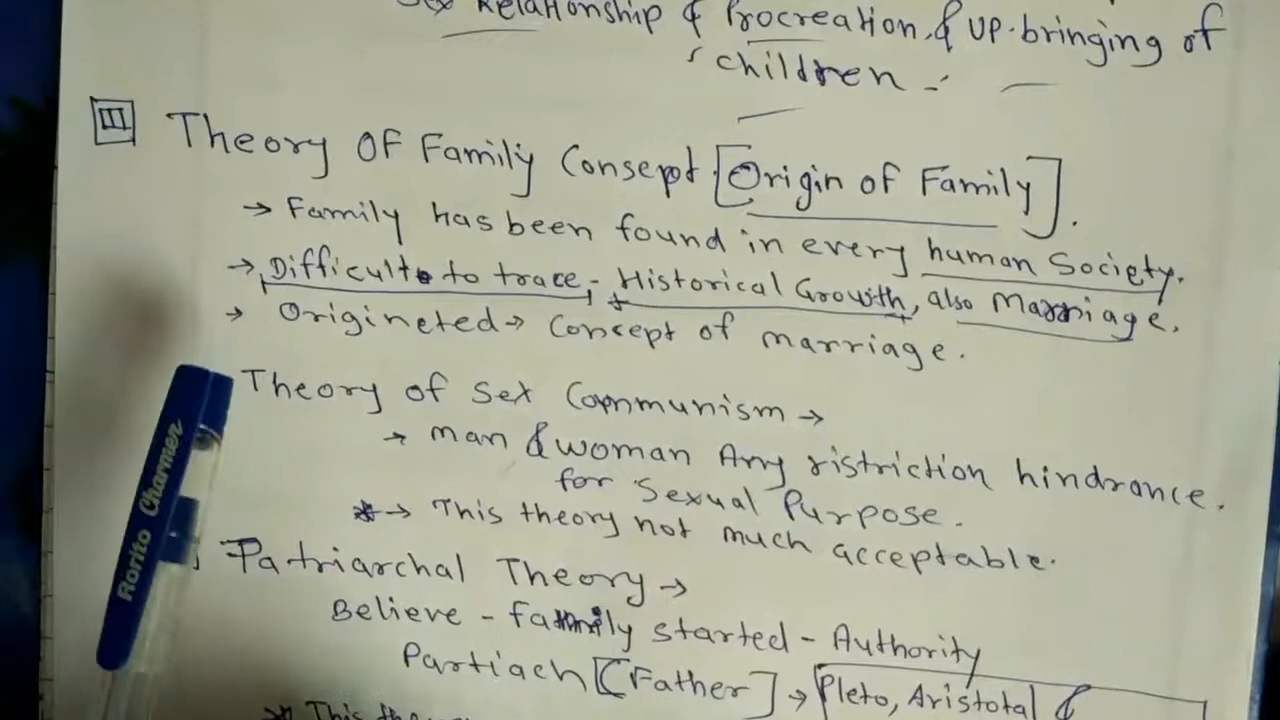 Sex Relationship & Procreation, & up-bringing of
children -
III Theory OF Family Consept [Origin of Family].
→ Family has been found in every human Society.
→ Difficult to trace - Historical Growth, also Marriage.
→ Origineted → Concept of marriage.
Theory of Sex Communism →
→ man & woman Any ristriction hindrance.
for Sexual Purpose.
* → This theory not much acceptable.
Patriarchal Theory →
Believe - family started - Authority
Partiach [Father] → Pleto, Aristotal &
This the
Rorito Charmer